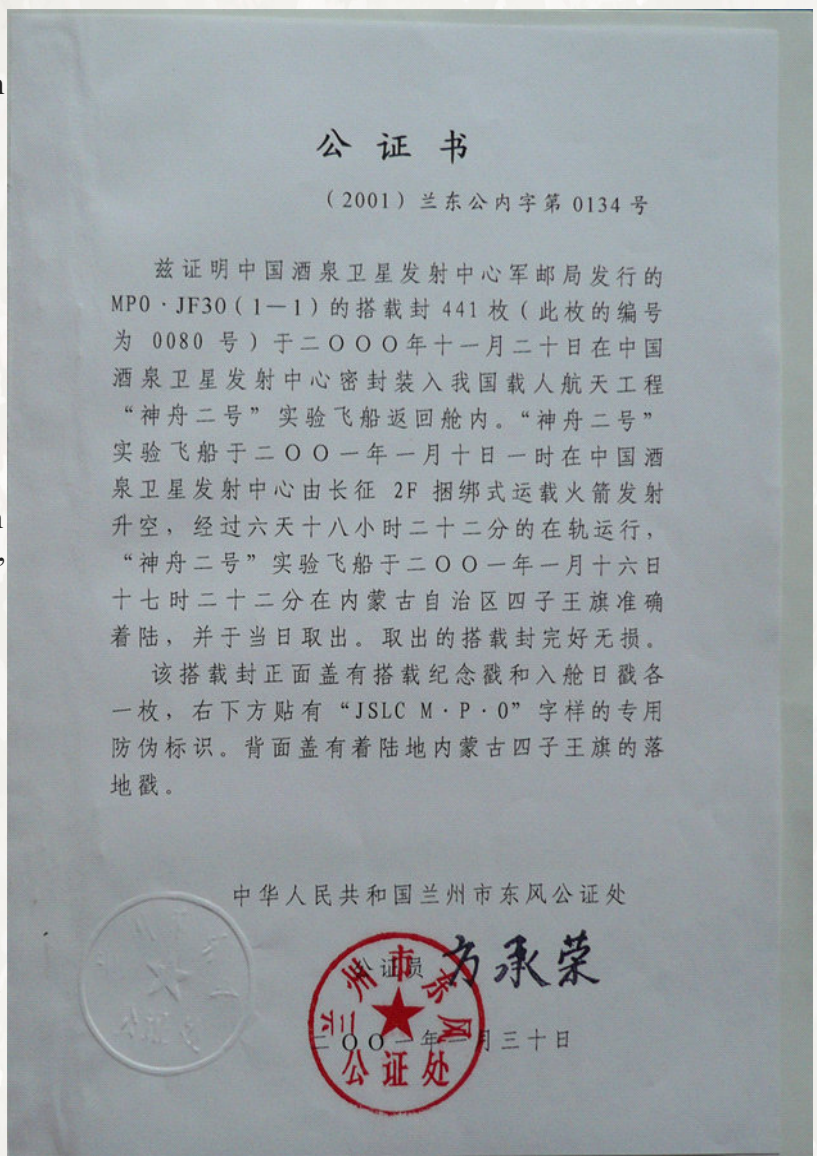 公证书
(2001)兰东公内字第 0134 号
兹证明中国酒泉卫星发射中心军邮局发行的
MPO·JF30(1—1)的搭载封 441 枚(此枚的编号
为 0080 号)于二○○○年十一月二十日在中国
酒泉卫星发射中心密封装入我国载人航天工程
“神舟二号”实验飞船返回舱内。“神舟二号”
实验飞船于二○○一年一月十日一时在中国酒
泉卫星发射中心由长征 2F 捆绑式运载火箭发射
升空,经过六天十八小时二十二分的在轨运行,
“神舟二号”实验飞船于二○○一年一月十六日
十七时二十二分在内蒙古自治区四子王旗准确
着陆,并于当日取出。取出的搭载封完好无损。
该搭载封正面盖有搭载纪念戳和入舱日戳各
一枚,右下方贴有“JSLC M·P·O”字样的专用
防伪标识。背面盖有着陆地内蒙古四子王旗的落
地戳。
中华人民共和国兰州市东风公证处
公证员 方承荣
兰州市东风
二○○一年一月三十日
公证处